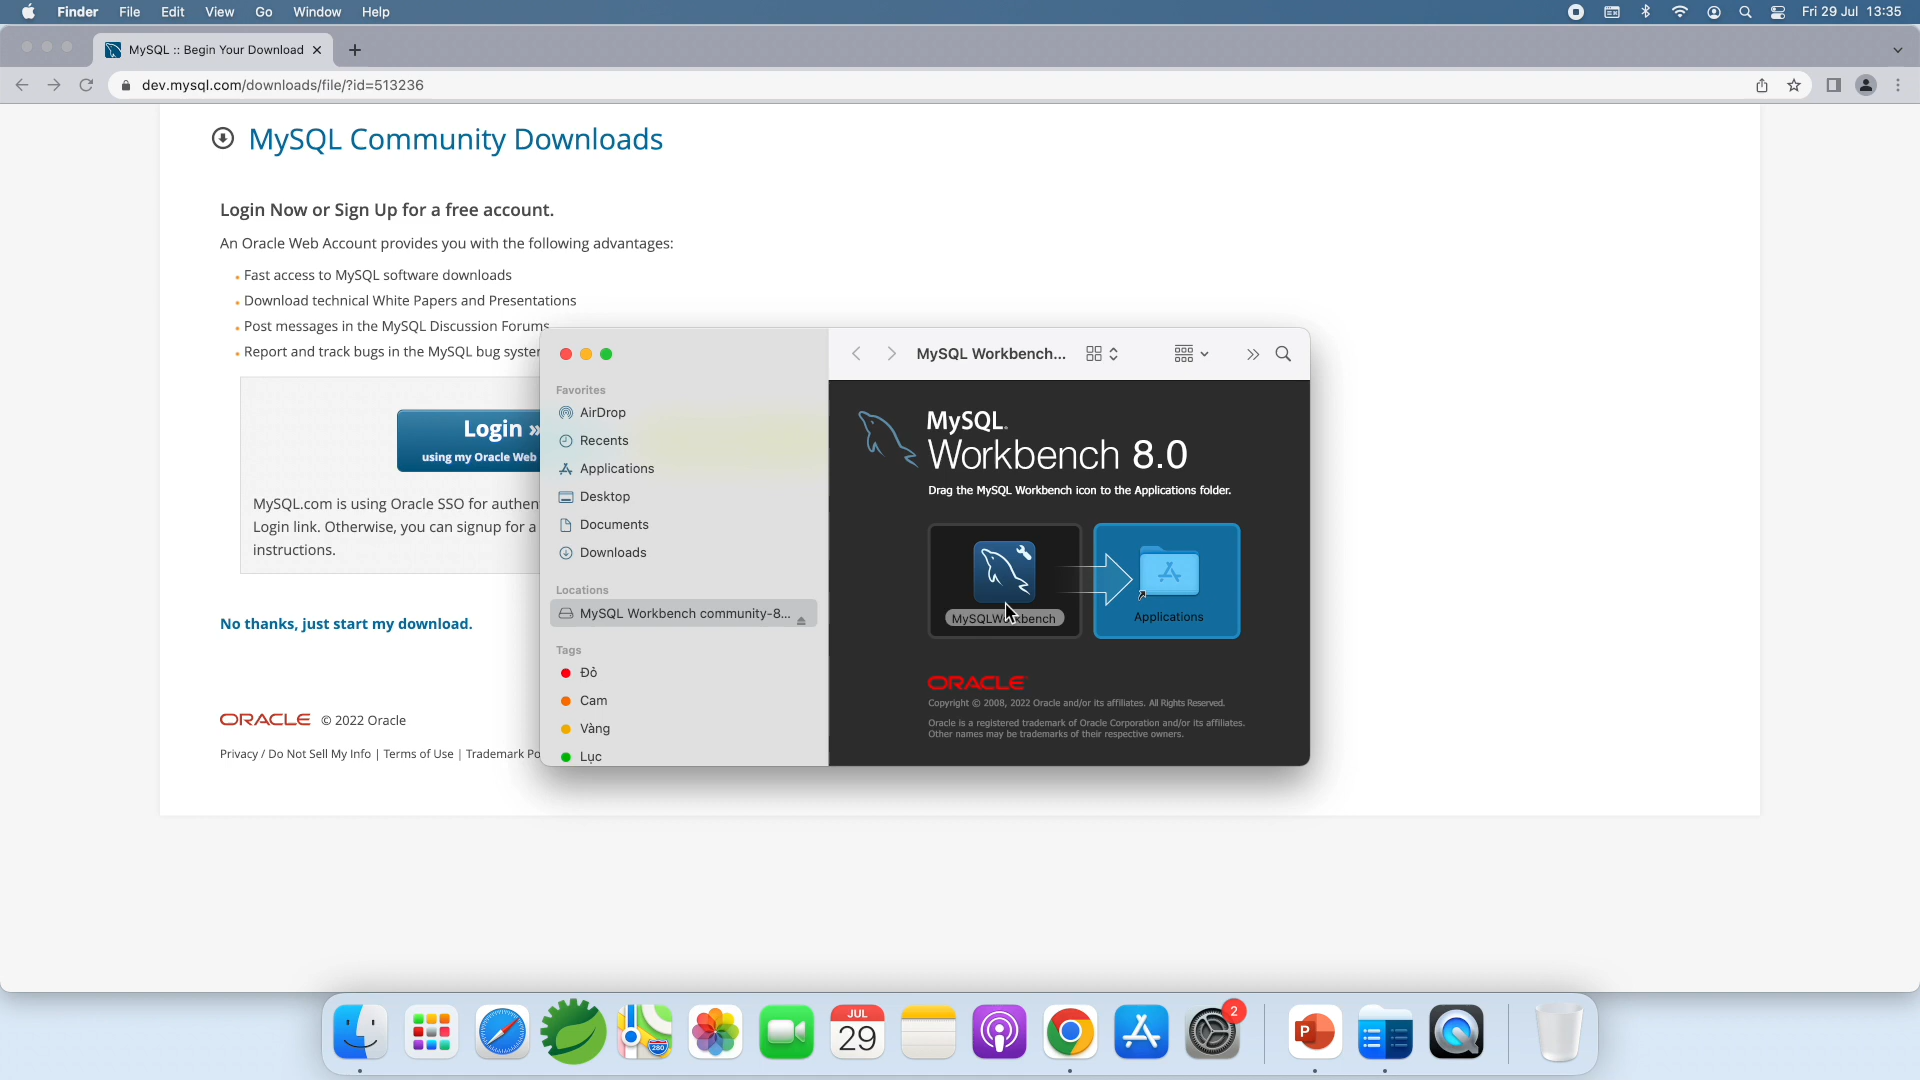 Finder File Edit View Go Window Help
Fri 29 Jul 13:35
MySQL :: Begin Your Download
dev.mysql.com/downloads/file/?id=513236
MySQL Community Downloads
Login Now or Sign Up for a free account.
An Oracle Web Account provides you with the following advantages:
Fast access to MySQL software downloads
Download technical White Papers and Presentations
Post messages in the MySQL Discussion Forums
Report and track bugs in the MySQL bug system
Login »
using my Oracle Web
MySQL.com is using Oracle SSO for authen
Login link. Otherwise, you can signup for a
instructions.
No thanks, just start my download.
ORACLE © 2022 Oracle
Privacy / Do Not Sell My Info | Terms of Use | Trademark Po
Favorites
AirDrop
Recents
Applications
Desktop
Documents
Downloads
Locations
MySQL Workbench community-8...
Tags
Đỏ
Cam
Vàng
Lục
MySQL Workbench...
MySQL.
Workbench 8.0
Drag the MySQL Workbench icon to the Applications folder.
MySQLWorkbench
Applications
ORACLE
Copyright © 2008, 2022 Oracle and/or its affiliates. All Rights Reserved.
Oracle is a registered trademark of Oracle Corporation and/or its affiliates.
Other names may be trademarks of their respective owners.
JUL
29
280
2
P